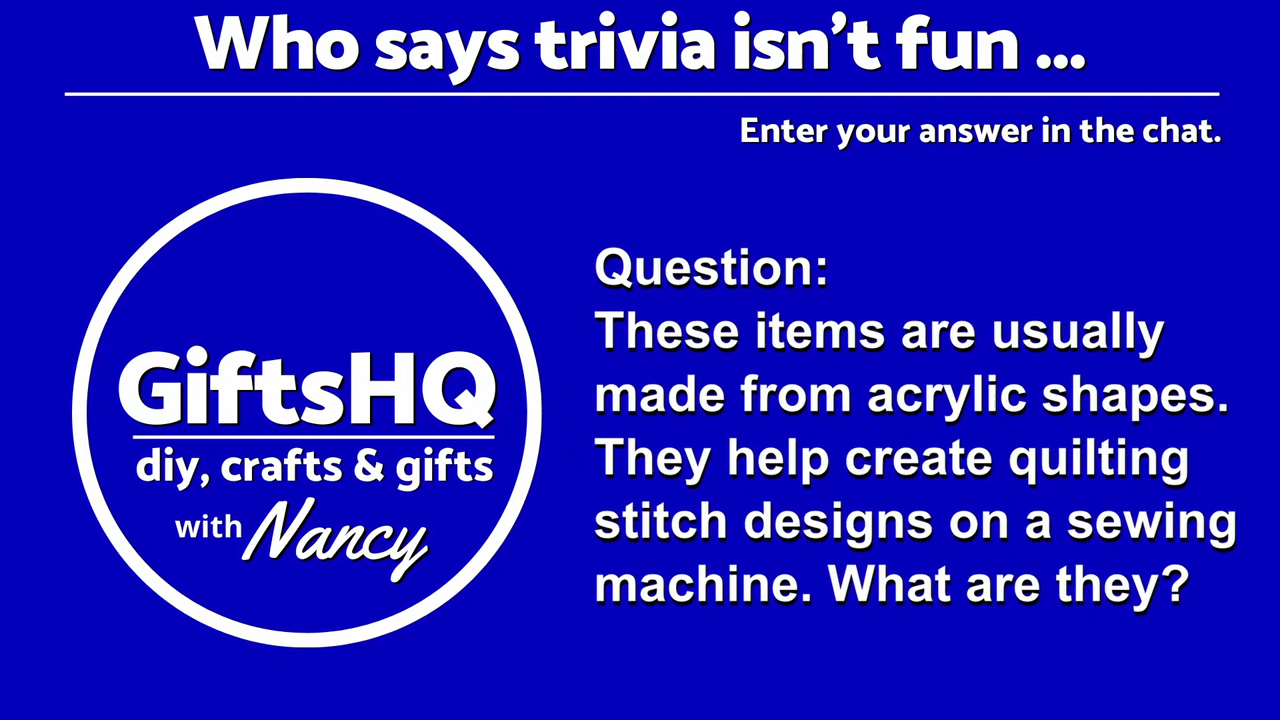 Who says trivia isn't fun ...
Enter your answer in the chat.
GiftsHQ
diy, crafts & gifts
with Nancy
Question:
These items are usually
made from acrylic shapes.
They help create quilting
stitch designs on a sewing
machine. What are they?